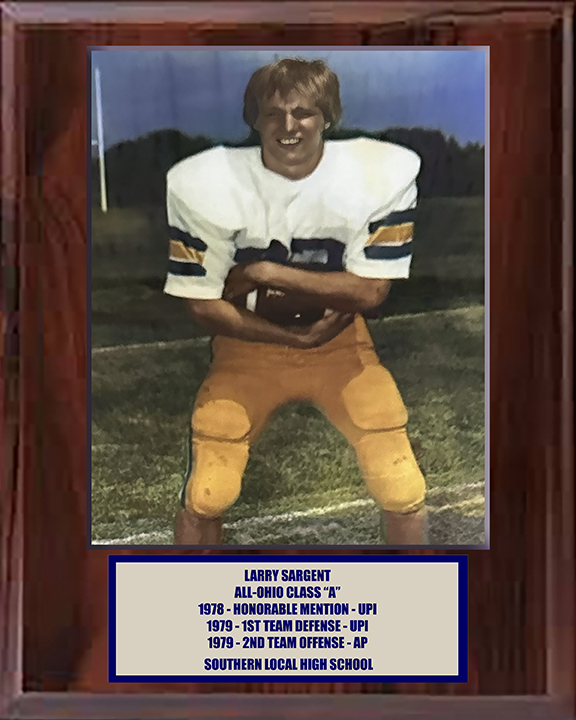 LARRY SARGENT
ALL-OHIO CLASS “A”
1978 - HONORABLE MENTION - UPI
1979 - 1ST TEAM DEFENSE - UPI
1979 - 2ND TEAM OFFENSE - AP
SOUTHERN LOCAL HIGH SCHOOL